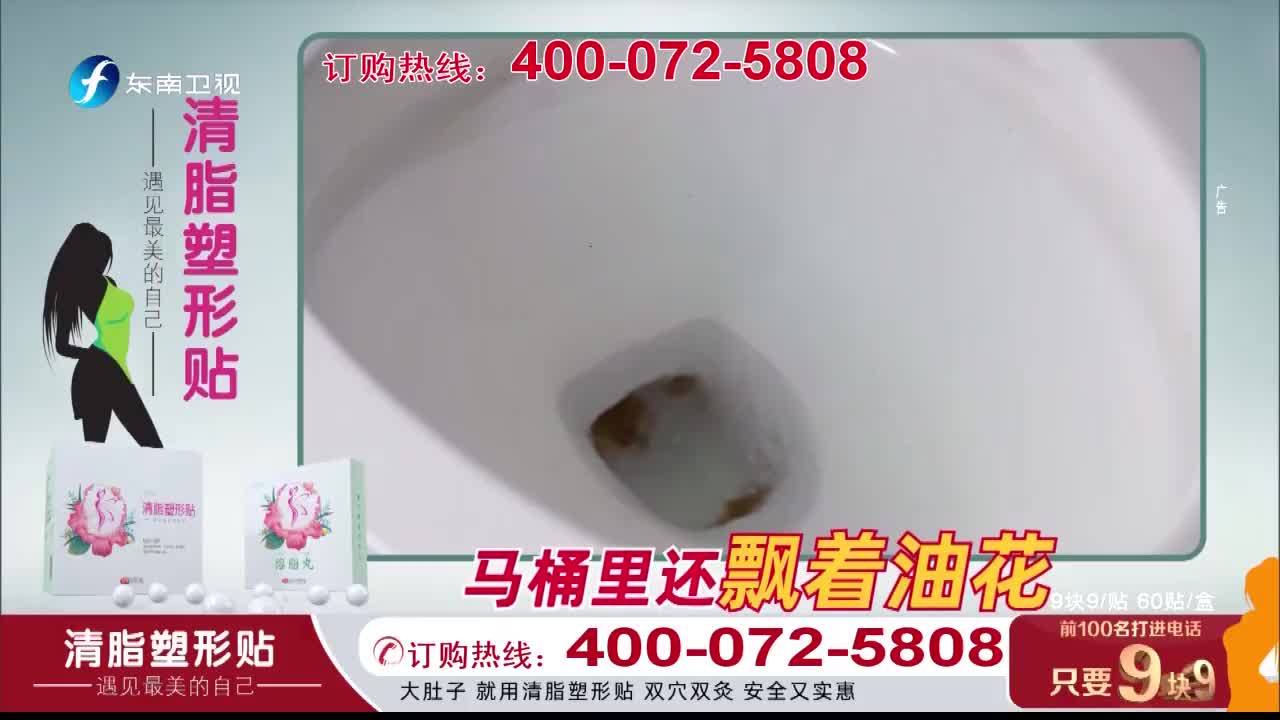 订购热线：400-072-5808
东南卫视
清脂塑形贴
遇见最美的自己
广告
清脂塑形贴
溶脂丸
马桶里还飘着油花
9块9/贴 60贴/盒
清脂塑形贴
遇见最美的自己
订购热线：400-072-5808
大肚子 就用清脂塑形贴 双穴双灸 安全又实惠
前100名打进电话
只要9块9